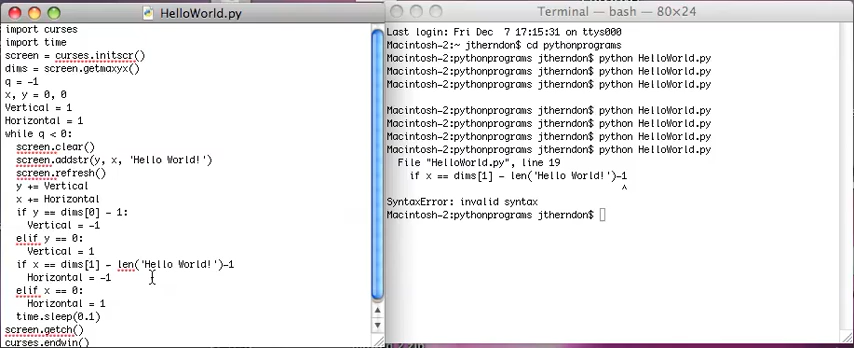 HelloWorld.py
import curses
import time
screen = curses.initscr()
dims = screen.getmaxyx()
q = -1
x, y = 0, 0
Vertical = 1
Horizontal = 1
while q < 0:
screen.clear()
screen.addstr(y, x, 'Hello World!')
screen.refresh()
y += Vertical
x += Horizontal
if y == dims[0] - 1:
Vertical = -1
elif y == 0:
Vertical = 1
if x == dims[1] - len('Hello World!')-1
Horizontal = -1
elif x == 0:
Horizontal = 1
time.sleep(0.1)
screen.getch()
curses.endwin()
Terminal — bash — 80×24
Last login: Fri Dec  7 17:15:31 on ttys000
Macintosh-2:~ jtherndon$ cd pythonprograms
Macintosh-2:pythonprograms jtherndon$ python HelloWorld.py
Macintosh-2:pythonprograms jtherndon$ python HelloWorld.py
Macintosh-2:pythonprograms jtherndon$ python HelloWorld.py
Macintosh-2:pythonprograms jtherndon$ python HelloWorld.py
Macintosh-2:pythonprograms jtherndon$ python HelloWorld.py
Macintosh-2:pythonprograms jtherndon$ python HelloWorld.py
Macintosh-2:pythonprograms jtherndon$ python HelloWorld.py
File "HelloWorld.py", line 19
if x == dims[1] - len('Hello World!')-1
^
SyntaxError: invalid syntax
Macintosh-2:pythonprograms jtherndon$